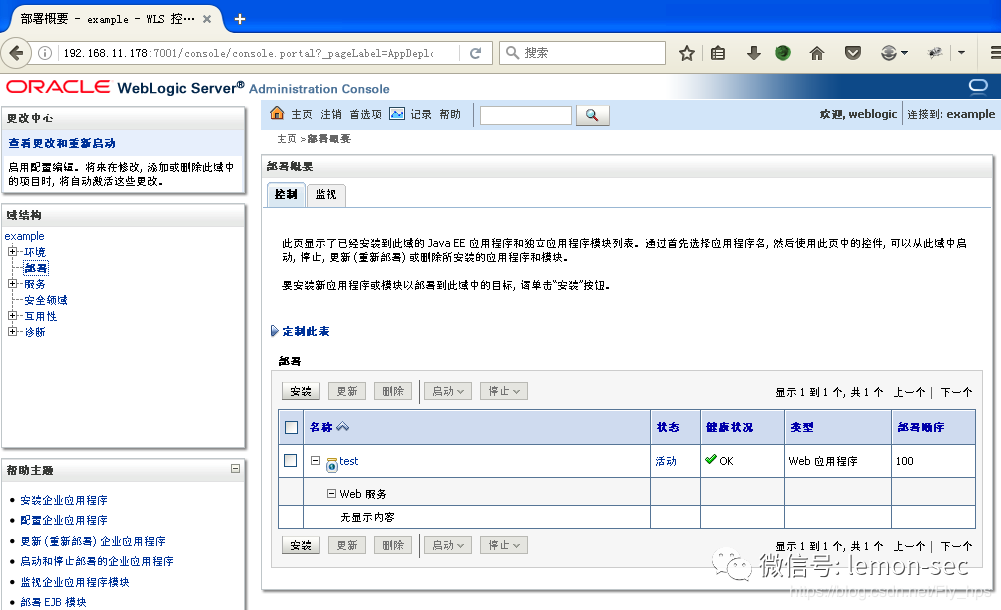 部署概要 - example - WLS 控···
192.168.11.178:7001/console/console.portal?_pageLabel=AppDeplo
搜索
ORACLE WebLogic Server® Administration Console
更改中心
查看更改和重新启动
启用配置编辑。将来在修改, 添加或删除此域中
的项目时, 将自动激活这些更改。
域结构
example
环境
部署
服务
安全领域
互用性
诊断
帮助主题
安装企业应用程序
配置企业应用程序
更新 (重新部署) 企业应用程序
启动和停止部署的企业应用程序
监视企业应用程序模块
部署 EJB 模块
主页 注销 首选项 记录 帮助
欢迎, weblogic 连接到: example
主页 >部署概要
部署概要
控制 监视
此页显示了已经安装到此域的 Java EE 应用程序和独立应用程序模块列表。通过首先选择应用程序名, 然后使用此页中的控件, 可以从此域中启
动, 停止, 更新 (重新部署) 或删除所安装的应用程序和模块。
要安装新应用程序或模块以部署到此域中的目标, 请单击“安装”按钮。
定制此表
部署
安装 更新 删除 启动 停止 显示 1 到 1 个, 共 1 个 上一个 | 下一个
名称 状态 健康状况 类型 部署顺序
test 活动 OK Web 应用程序 100
Web 服务
无显示内容
安装 更新 删除 启动 停止 显示 1 到 1 个, 共 1 个 上一个 | 下一个
微信号: lemon-sec